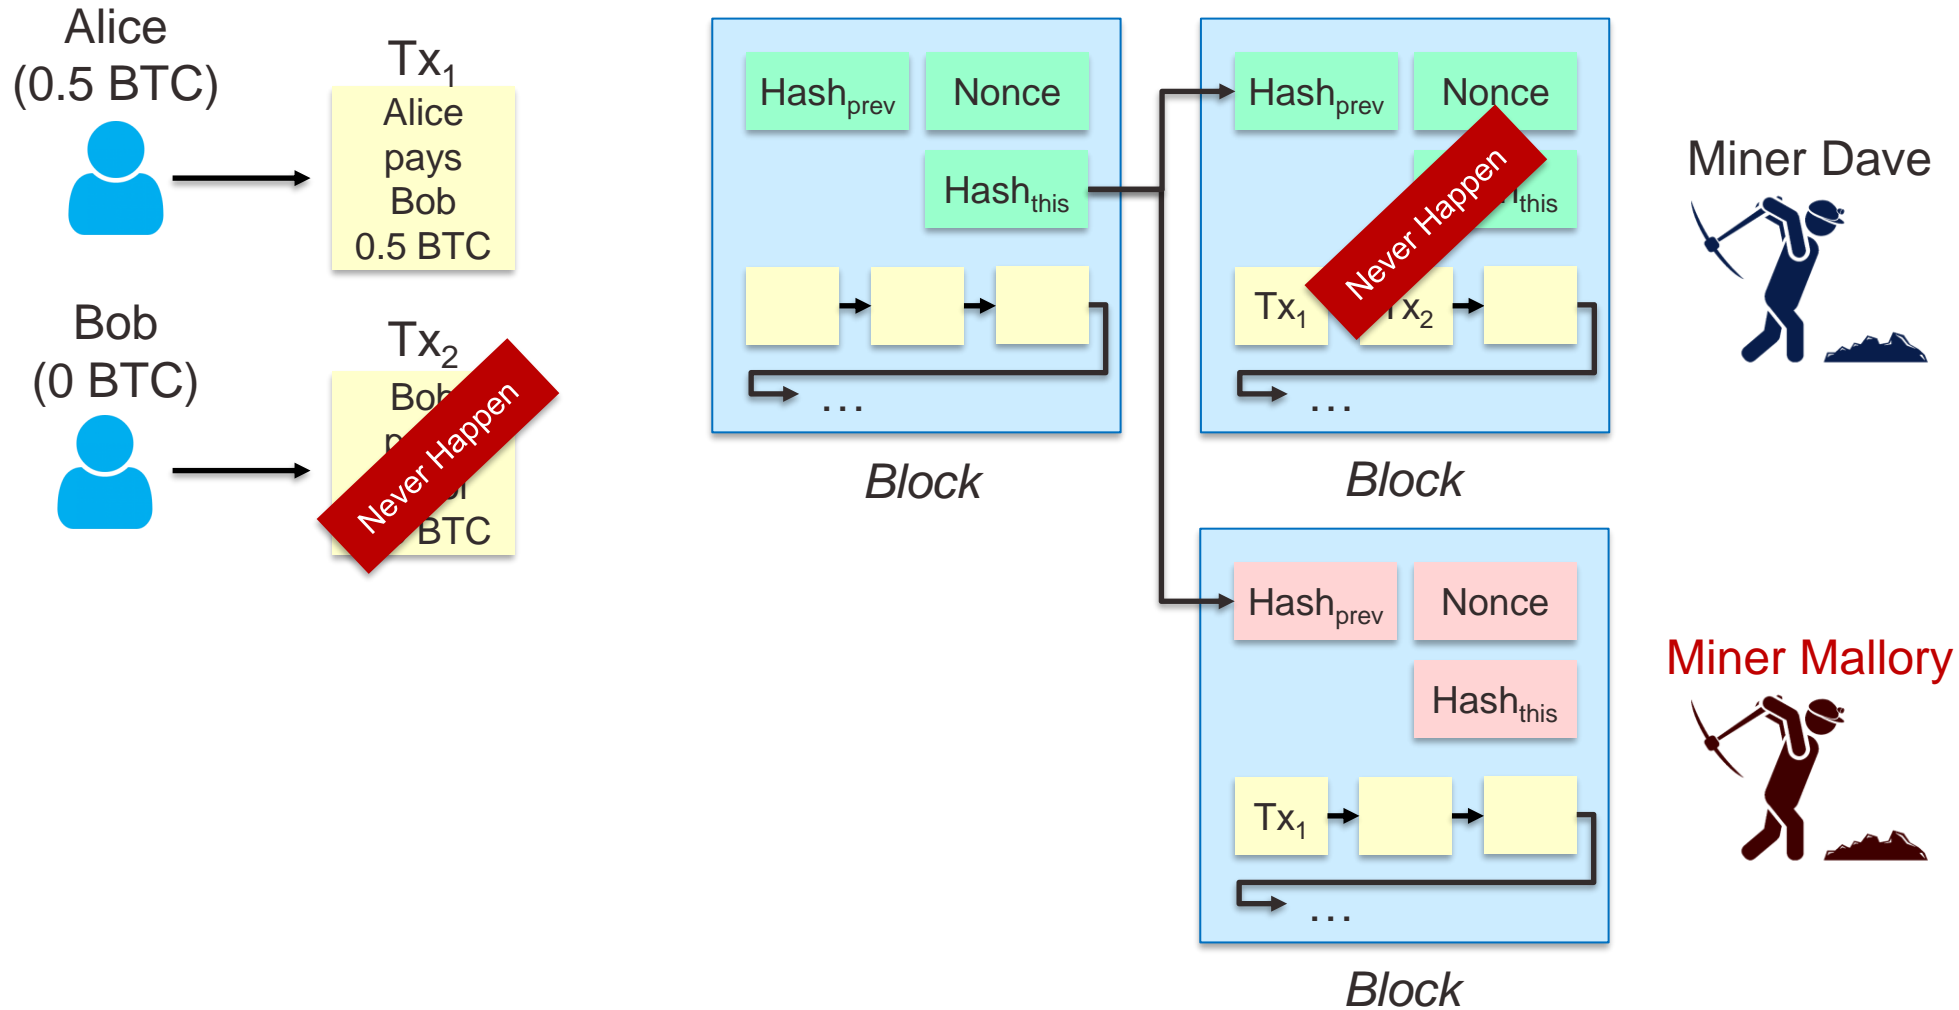 Alice
(0.5 BTC)
Tx1
Alice
pays
Bob
0.5 BTC
Bob
(0 BTC)
Tx2
Bob
BTC
Never Happen
Hashprev
Nonce
Hashthis
...
Block
Hashprev
Nonce
this
Tx1
Tx2
...
Never Happen
Block
Miner Dave
Hashprev
Nonce
Hashthis
Tx1
...
Block
Miner Mallory